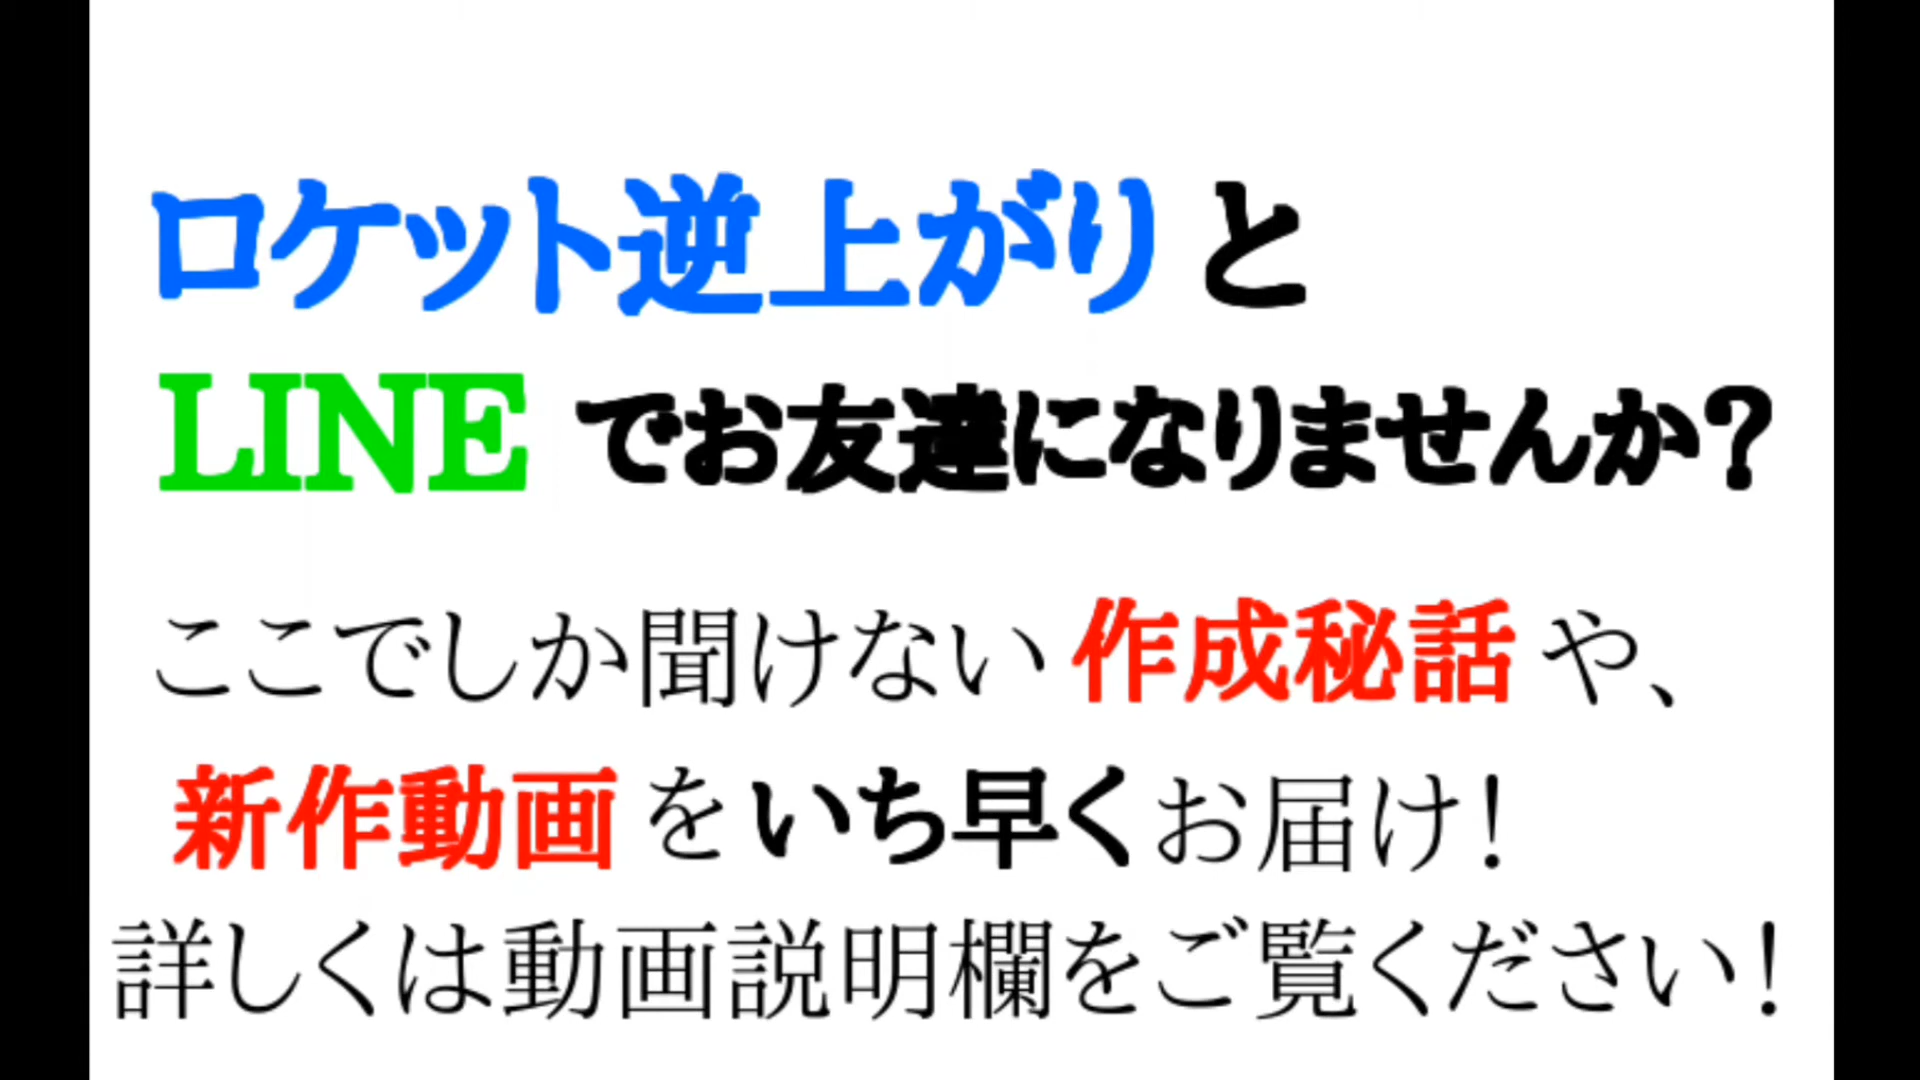 ロケット逆上がりと
LINEでお友達になりませんか?
ここでしか聞けない作成秘話や、
新作動画をいち早くお届け!
詳しくは動画説明欄をご覧ください!